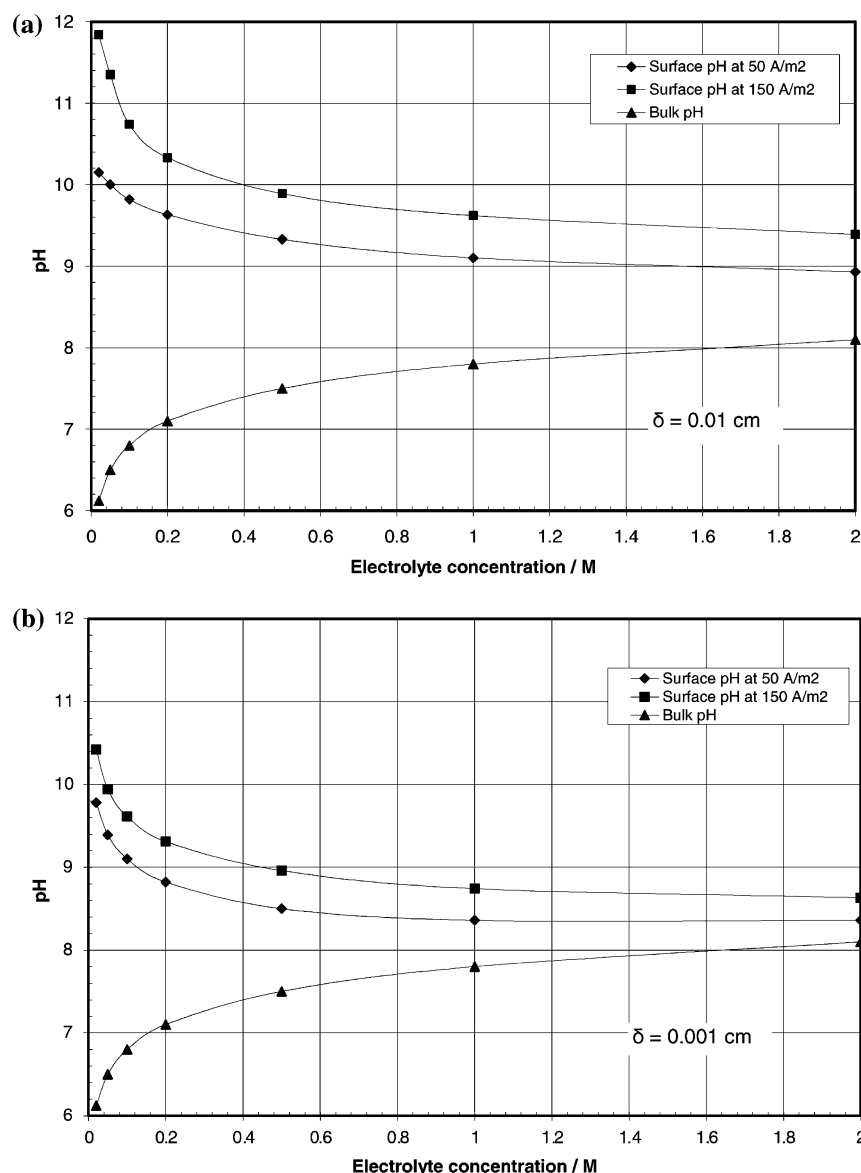 (a)
12
11
10
9
8
7
6
pH
Surface pH at 50 A/m2
Surface pH at 150 A/m2
Bulk pH
δ = 0.01 cm
0 0.2 0.4 0.6 0.8 1 1.2 1.4 1.6 1.8 2
Electrolyte concentration / M
(b)
12
11
10
9
8
7
6
pH
Surface pH at 50 A/m2
Surface pH at 150 A/m2
Bulk pH
δ = 0.001 cm
0 0.2 0.4 0.6 0.8 1 1.2 1.4 1.6 1.8 2
Electrolyte concentration / M